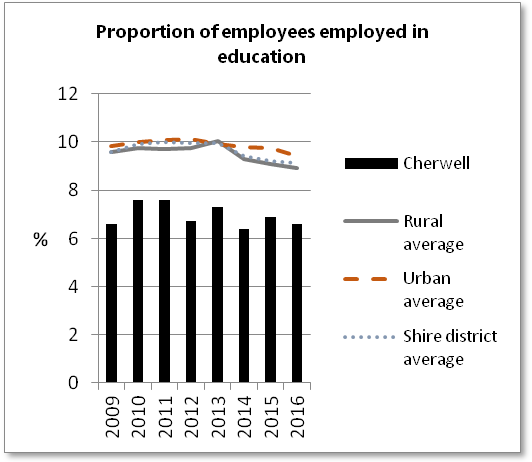 Proportion of employees employed in
education
12
10
8
6
4
2
0
%
2009
2010
2011
2012
2013
2014
2015
2016
Cherwell
Rural
average
Urban
average
Shire district
average